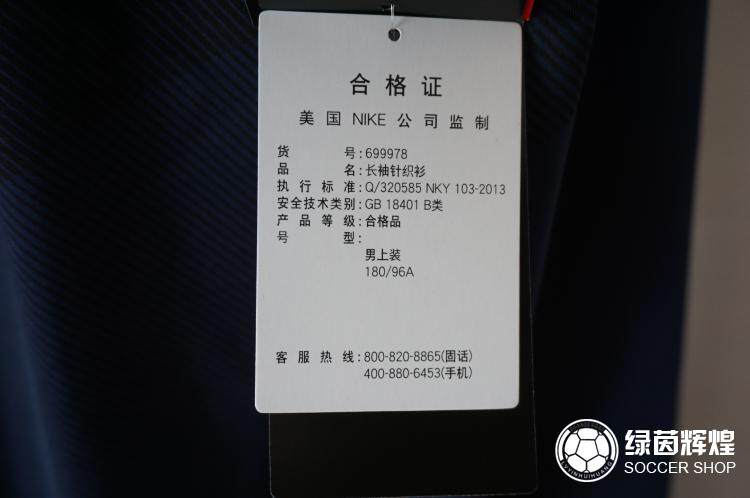 合格证
美国 NIKE 公司监制
货号:699978
品名:长袖针织衫
执行标准:Q/320585 NKY 103-2013
安全技术类别:GB 18401 B类
产品等级:合格品
号型:
男上装
180/96A
客服热线:800-820-8865(固话)
400-880-6453(手机)
绿茵辉煌
SOCCER SHOP